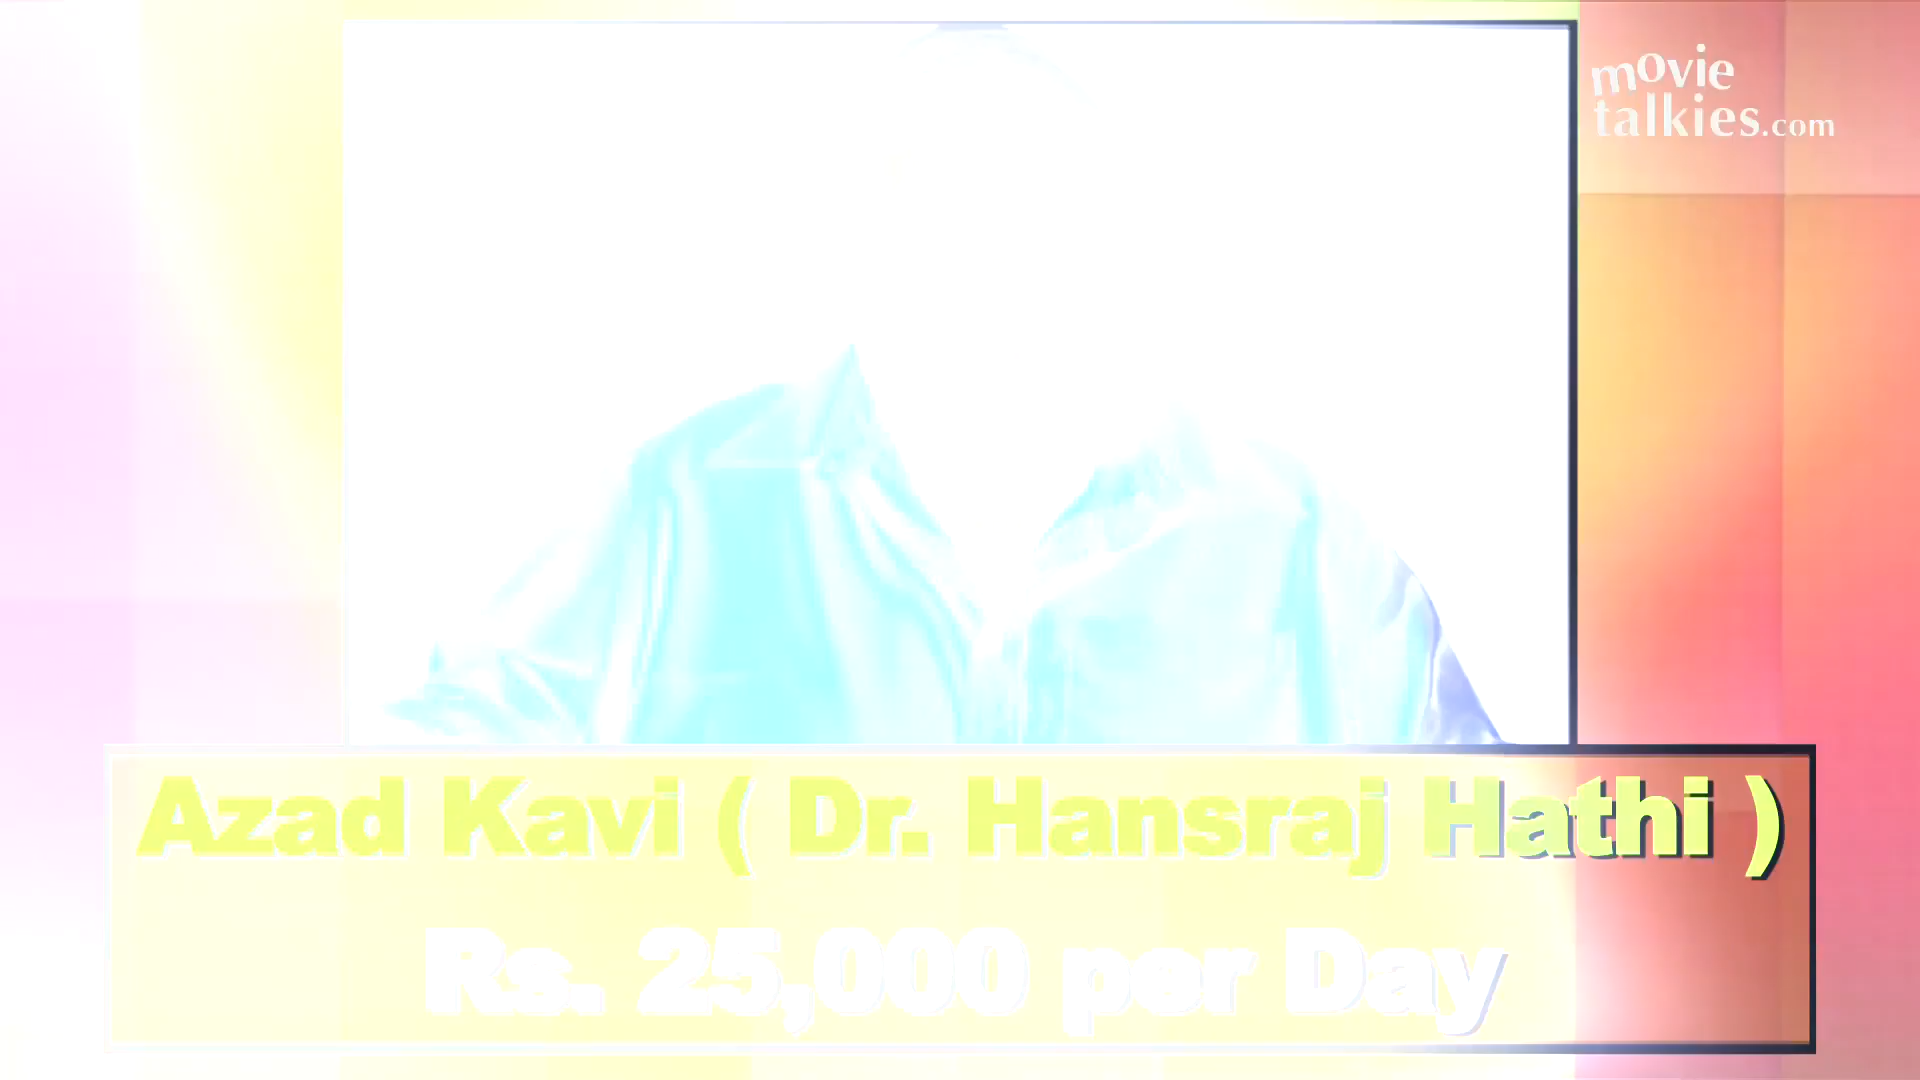 movie
talkies.com
Azad Kavi ( Dr. Hansraj Hathi )
Rs. 25,000 per Day